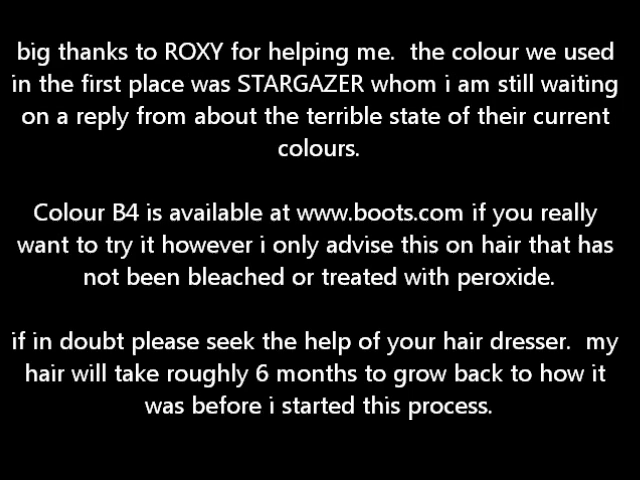 big thanks to ROXY for helping me.  the colour we used
in the first place was STARGAZER whom i am still waiting
on a reply from about the terrible state of their current
colours.
Colour B4 is available at www.boots.com if you really
want to try it however i only advise this on hair that has
not been bleached or treated with peroxide.
if in doubt please seek the help of your hair dresser.  my
hair will take roughly 6 months to grow back to how it
was before i started this process.